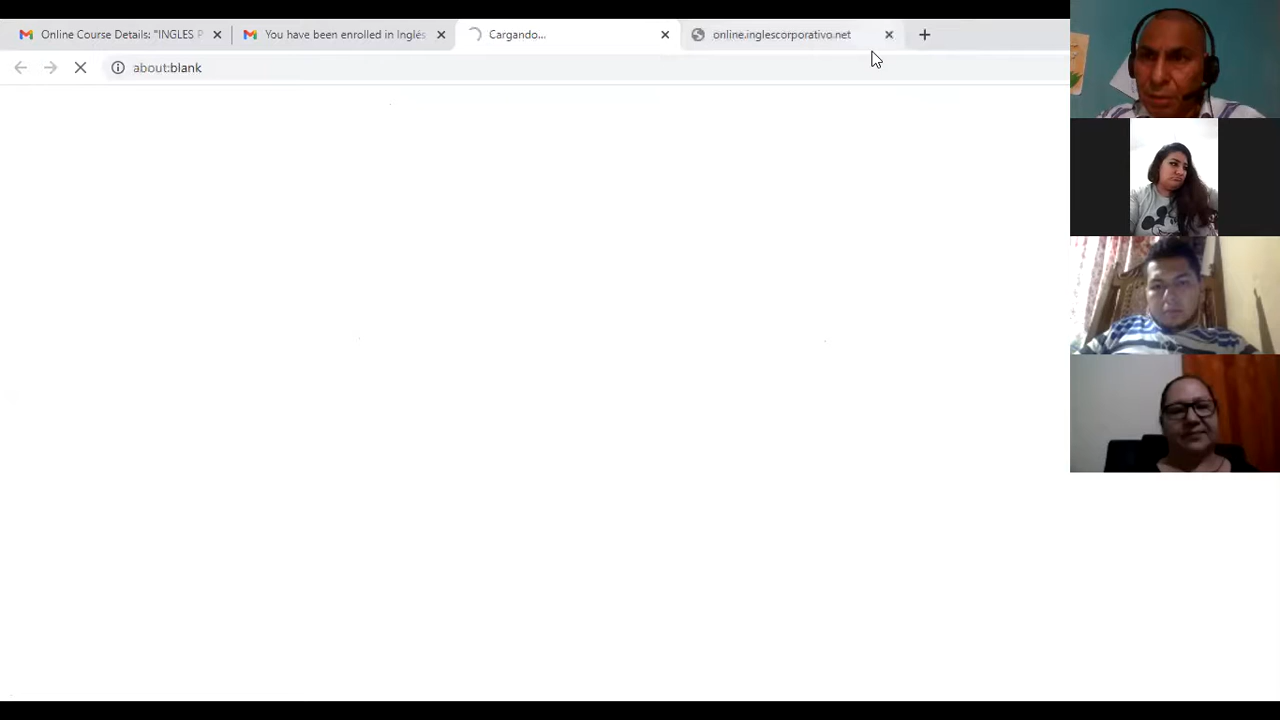 Online Course Details: "INGLES P
You have been enrolled in Inglés
Cargando...
online.inglescorporativo.net
about:blank